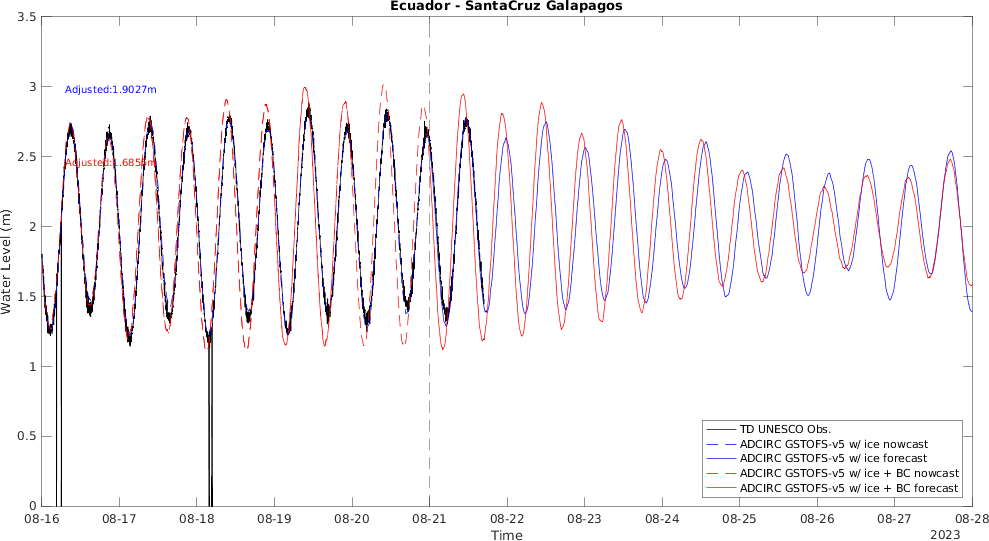 Ecuador - SantaCruz Galapagos
3.5
3
2.5
2
1.5
1
0.5
0
Water Level (m)
Adjusted:1.9027m
Adjusted:1.6855m
TD UNESCO Obs.
ADCIRC GSTOFS-v5 w/ ice nowcast
ADCIRC GSTOFS-v5 w/ ice forecast
ADCIRC GSTOFS-v5 w/ ice + BC nowcast
ADCIRC GSTOFS-v5 w/ ice + BC forecast
08-16 08-17 08-18 08-19 08-20 08-21 08-22 08-23 08-24 08-25 08-26 08-27 08-28
Time
2023